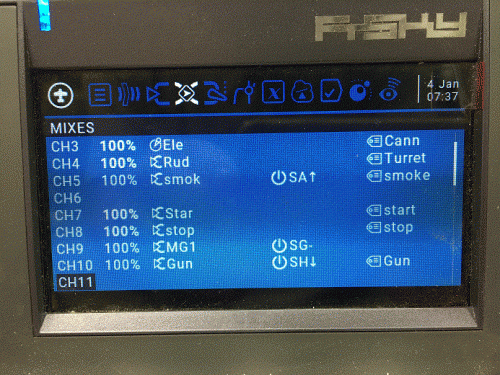 FlySky
4 Jan
07:37
MIXES
CH3 100% Ele Cann
CH4 100% Rud Turret
CH5 100% smok SA↑ smoke
CH6
CH7 100% Star start
CH8 100% stop stop
CH9 100% MG1 SG-
CH10 100% Gun SH↓ Gun
CH11